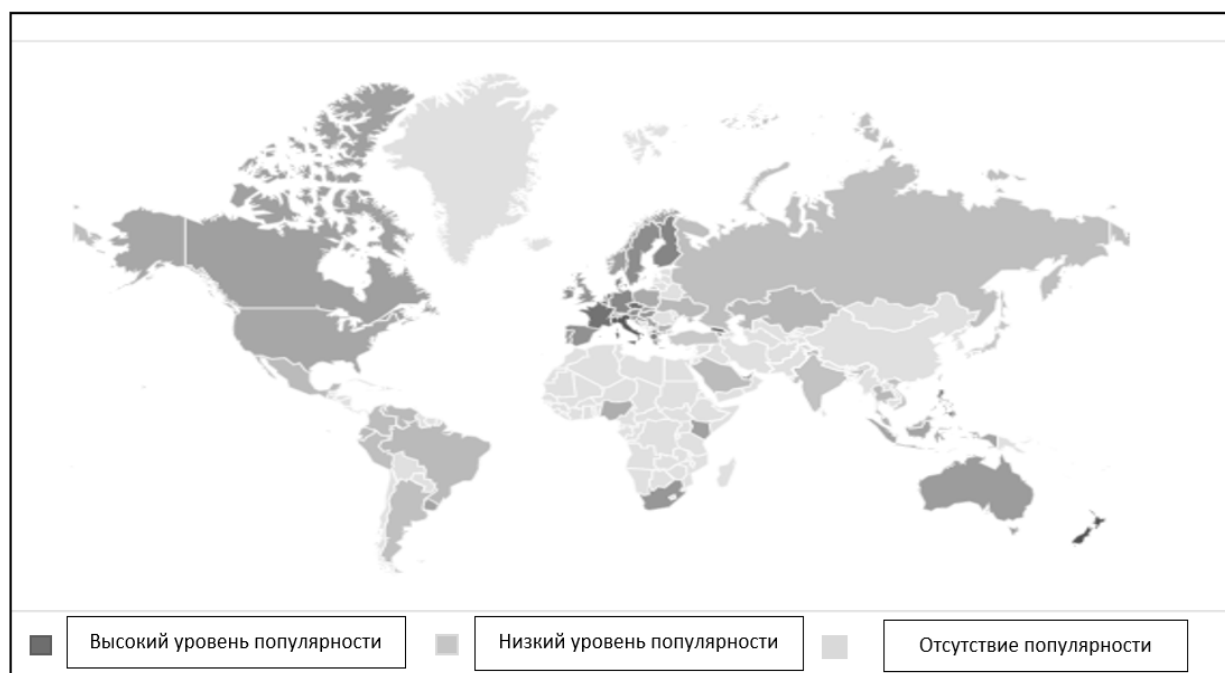 Высокий уровень популярности
Низкий уровень популярности
Отсутствие популярности